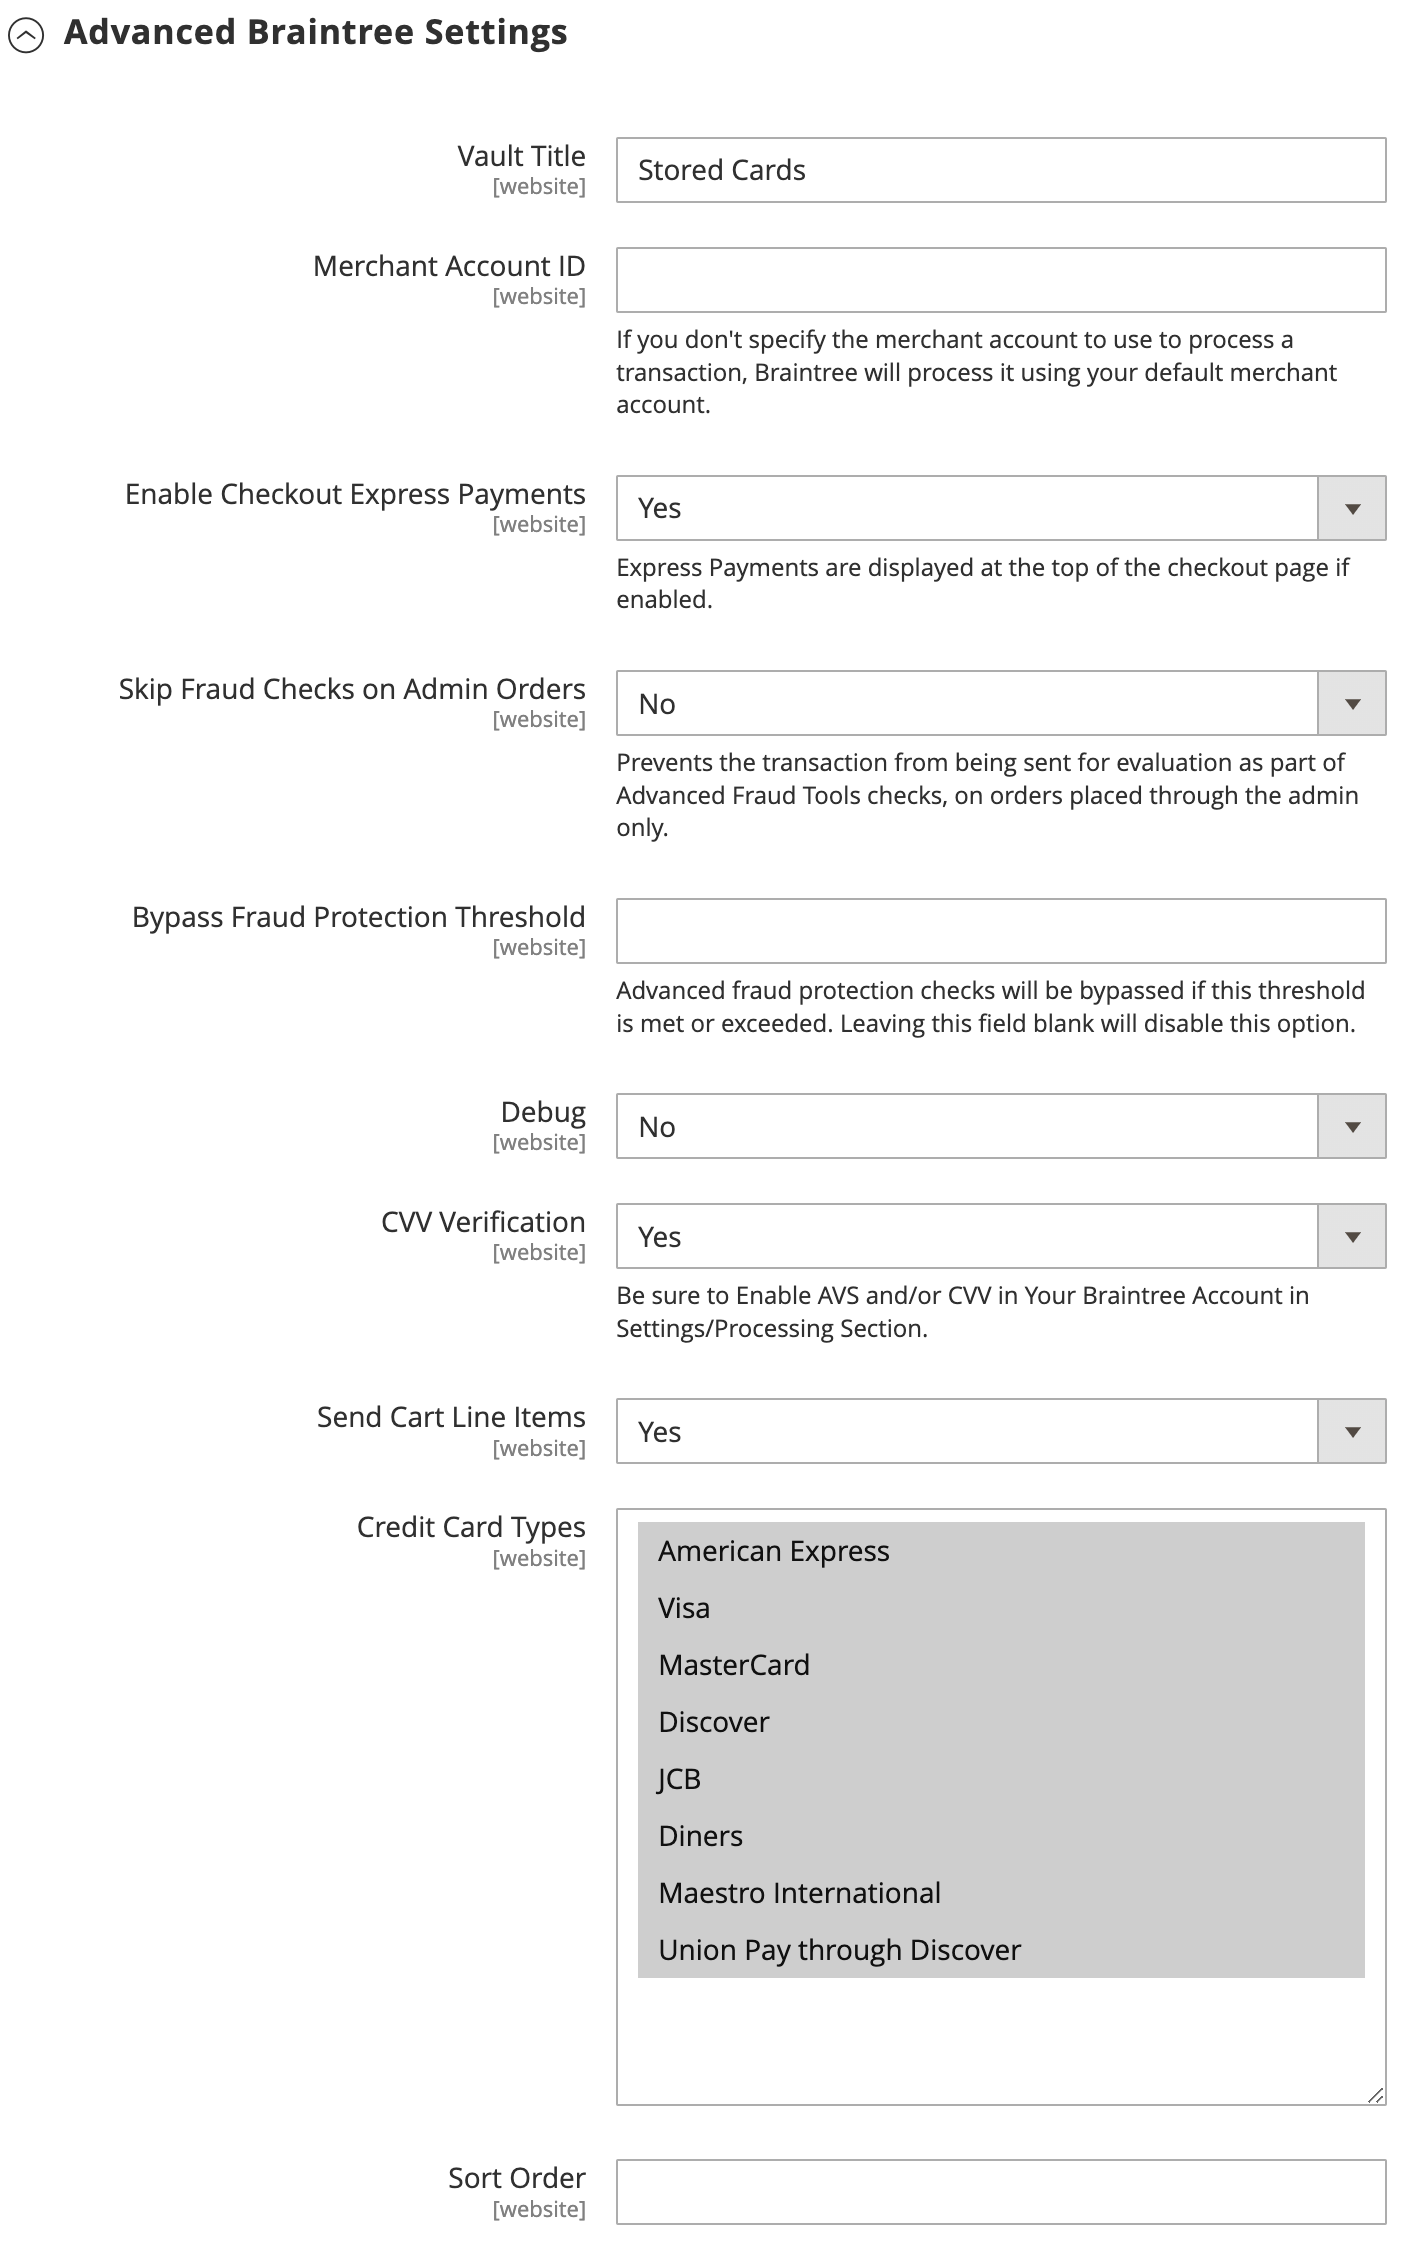 Advanced Braintree Settings
Vault Title
[website]
Stored Cards
Merchant Account ID
[website]
If you don't specify the merchant account to use to process a
transaction, Braintree will process it using your default merchant
account.
Enable Checkout Express Payments
[website]
Yes
Express Payments are displayed at the top of the checkout page if
enabled.
Skip Fraud Checks on Admin Orders
[website]
No
Prevents the transaction from being sent for evaluation as part of
Advanced Fraud Tools checks, on orders placed through the admin
only.
Bypass Fraud Protection Threshold
[website]
Advanced fraud protection checks will be bypassed if this threshold
is met or exceeded. Leaving this field blank will disable this option.
Debug
[website]
No
CVV Verification
[website]
Yes
Be sure to Enable AVS and/or CVV in Your Braintree Account in
Settings/Processing Section.
Send Cart Line Items
[website]
Yes
Credit Card Types
[website]
American Express
Visa
MasterCard
Discover
JCB
Diners
Maestro International
Union Pay through Discover
Sort Order
[website]